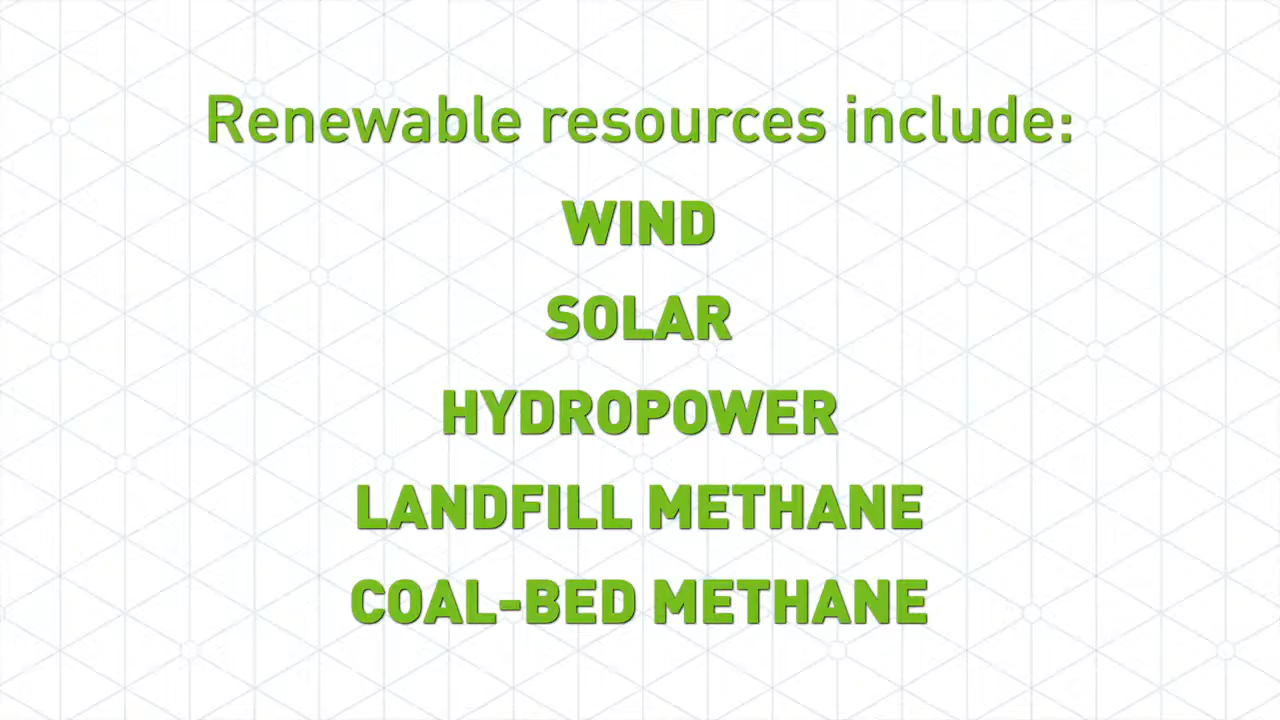 Renewable resources include:
WIND
SOLAR
HYDROPOWER
LANDFILL METHANE
COAL-BED METHANE